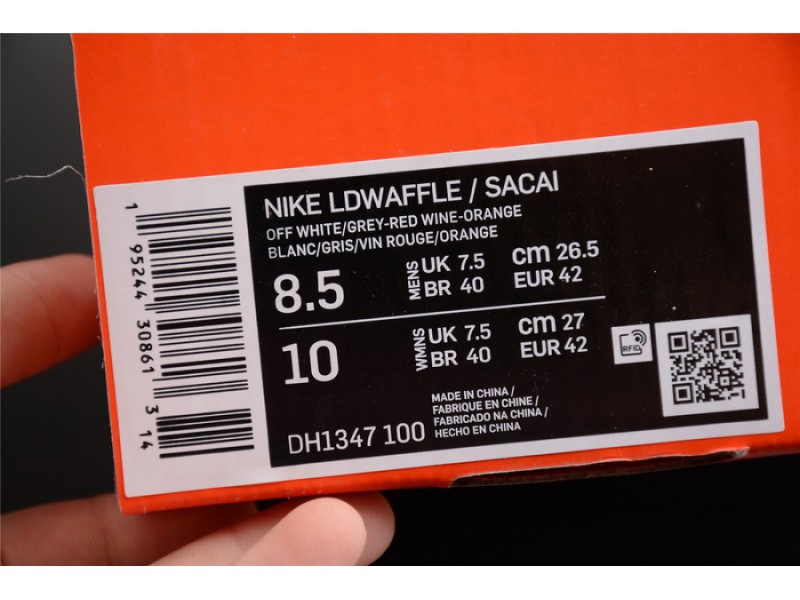 NIKE LDWAFFLE / SACAI
OFF WHITE/GREY-RED WINE-ORANGE
BLANC/GRIS/VIN ROUGE/ORANGE
8.5 MENS UK 7.5 cm 26.5
BR 40 EUR 42
10 WMNS UK 7.5 cm 27
BR 40 EUR 42
RFID
MADE IN CHINA /
FABRIQUE EN CHINE /
FABRICADO NA CHINA /
HECHO EN CHINA
DH1347 100
1 95244 30861 3 14